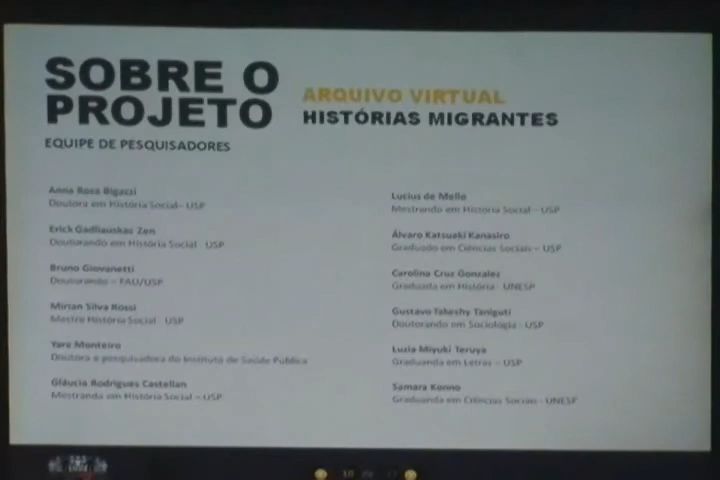 SOBRE O
PROJETO
ARQUIVO VIRTUAL
HISTÓRIAS MIGRANTES
EQUIPE DE PESQUISADORES
Anna Rosa Bigazzi
Doutora em História Social - USP
Erick Gadliauskas Zen
Doutorando em História Social - USP
Bruno Giovanetti
Doutorando - FAU/USP
Mirian Silva Rossi
Mestre História Social - USP
Yara Monteiro
Doutora e pesquisadora do Instituto de Saúde Pública
Gláucia Rodrigues Castellan
Mestranda em História Social - USP
Lucius de Mello
Mestrando em História Social - USP
Álvaro Katsuaki Kanasiro
Graduado em Ciências Sociais - USP
Carolina Cruz Gonzalez
Graduada em História - UNESP
Gustavo Takeshy Taniguti
Doutorando em Sociologia - USP
Luzia Miyuki Teruya
Graduanda em Letras - USP
Samara Konno
Graduanda em Ciências Sociais - UNESP